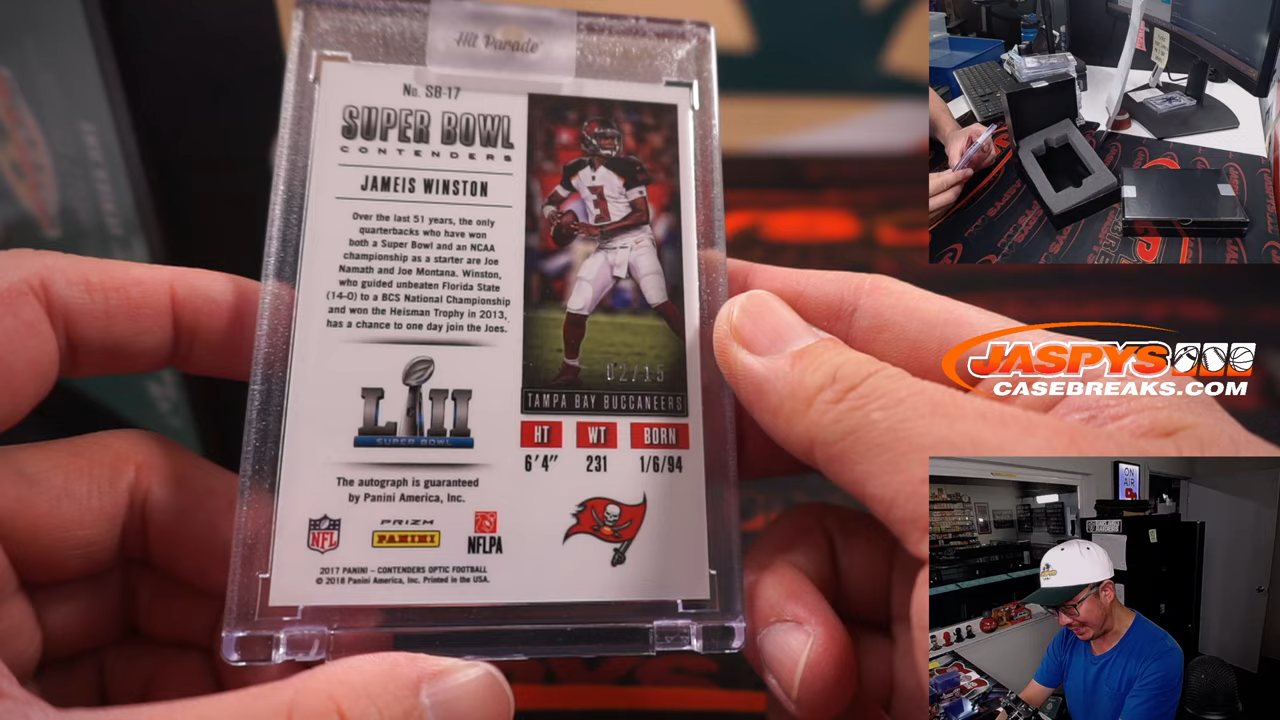 Hit Parade
No. SB-17
SUPER BOWL
CONTENDERS
JAMEIS WINSTON
Over the last 51 years, the only
quarterbacks who have won
both a Super Bowl and an NCAA
championship as a starter are Joe
Namath and Joe Montana. Winston,
who guided unbeaten Florida State
(14-0) to a BCS National Championship
and won the Heisman Trophy in 2013,
has a chance to one day join the Joes.
LII
SUPER BOWL
The autograph is guaranteed
by Panini America, Inc.
NFL
PRIZM
PANINI
NFLPA
2017 PANINI – CONTENDERS OPTIC FOOTBALL
© 2018 Panini America, Inc. Printed in the USA.
3
02/15
TAMPA BAY BUCCANEERS
HT WT BORN
6'4" 231 1/6/94
JASPYS
CASEBREAKS.COM
ON
AIR